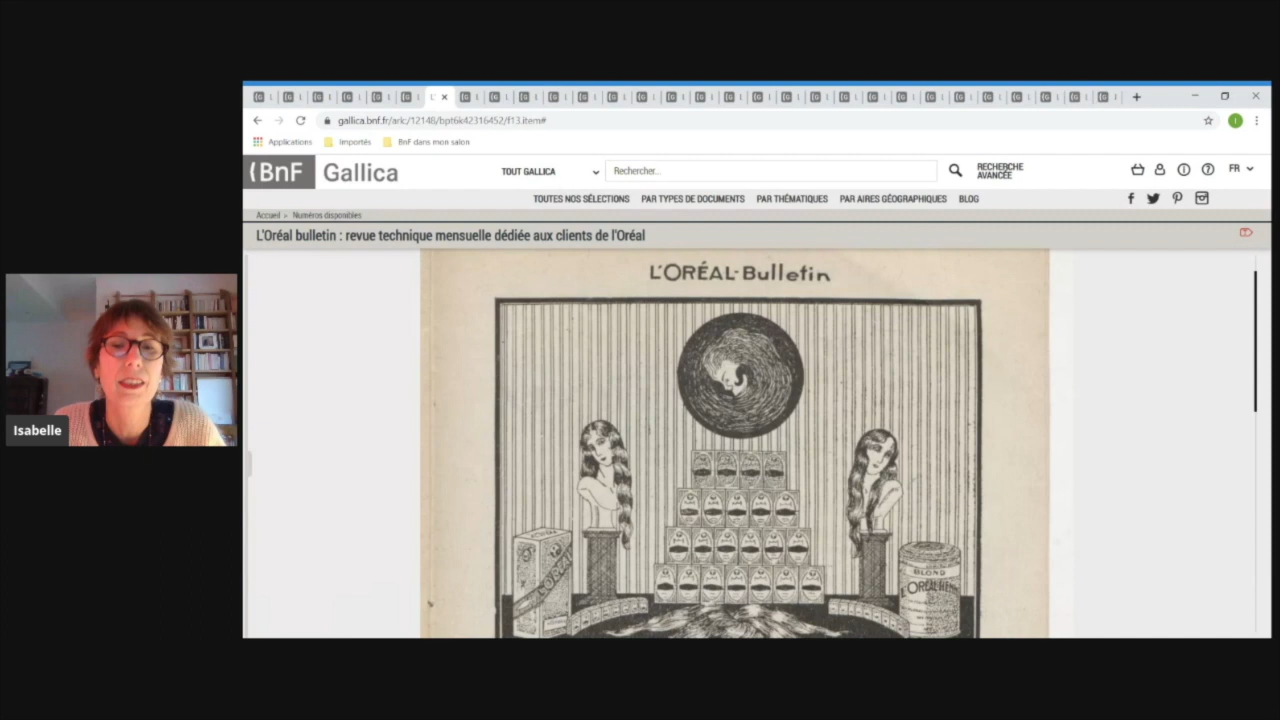 gallica.bnf.fr/ark:/12148/bpt6k42316452/f13.item#
Applications Importés BnF dans mon salon
(BnF Gallica TOUT GALLICA Rechercher... RECHERCHE
AVANCÉE FR
TOUTES NOS SÉLECTIONS PAR TYPES DE DOCUMENTS PAR THÉMATIQUES PAR AIRES GÉOGRAPHIQUES BLOG
Accueil > Numéros disponibles
L'Oréal bulletin : revue technique mensuelle dédiée aux clients de l'Oréal
L'ORÉAL-Bulletin
Isabelle
BLOND
L'ORÉAL